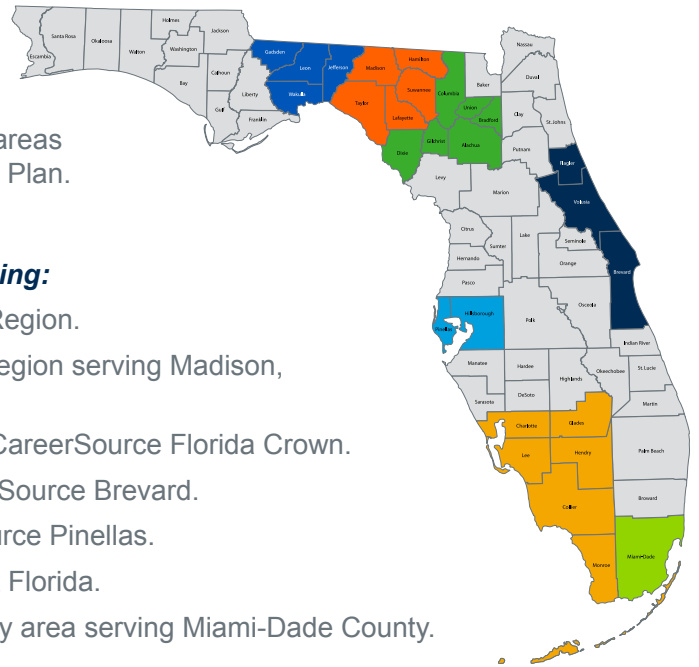 areas
Plan.
ing:
Region.
egion serving Madison,
CareerSource Florida Crown.
Source Brevard.
rce Pinellas.
Florida.
y area serving Miami-Dade County.
Holmes
Jackson
Santa Rosa
Okaloosa
Walton
Washington
Escambia
Bay
Calhoun
Liberty
Gulf
Franklin
Gadsden
Leon
Jefferson
Wakulla
Madison
Hamilton
Taylor
Suwannee
Lafayette
Columbia
Baker
Nassau
Duval
Union
Bradford
Clay
St. Johns
Dixie
Gilchrist
Alachua
Putnam
Flagler
Levy
Marion
Volusia
Citrus
Sumter
Lake
Seminole
Hernando
Orange
Brevard
Pasco
Osceola
Pinellas
Hillsborough
Polk
Indian River
Manatee
Hardee
Highlands
Okeechobee
St. Lucie
Sarasota
DeSoto
Martin
Charlotte
Glades
Lee
Hendry
Palm Beach
Collier
Broward
Monroe
Miami-Dade